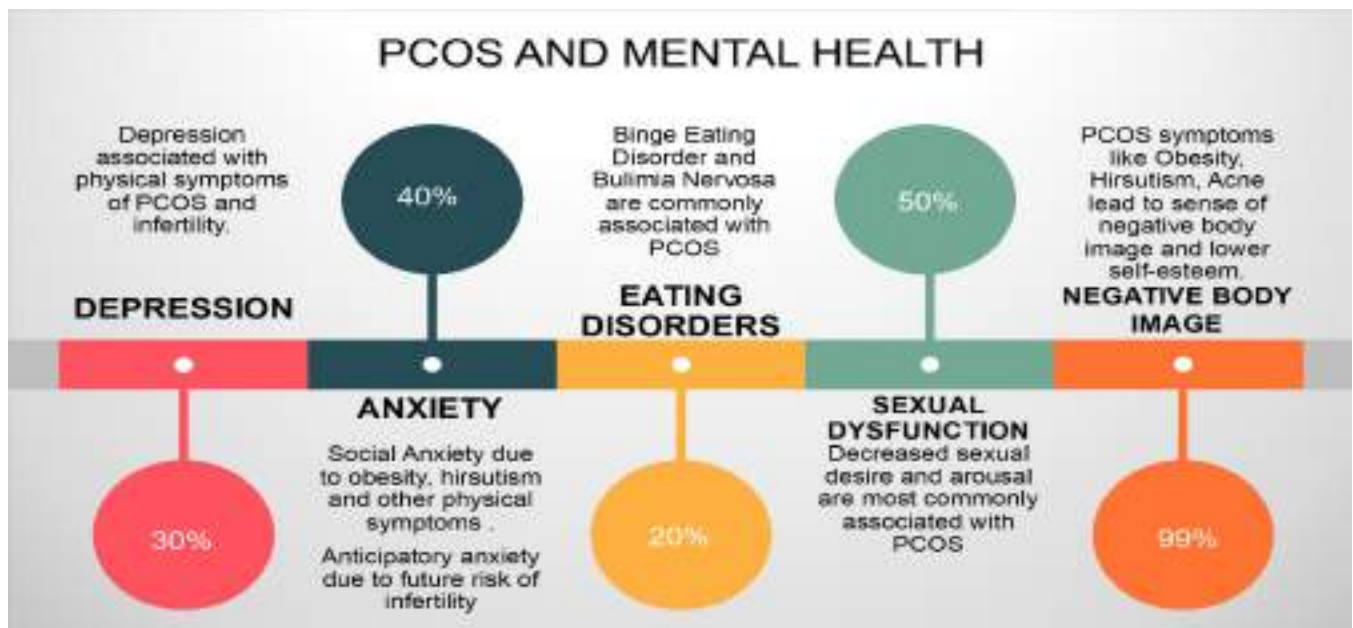 PCOS AND MENTAL HEALTH
Depression
associated with
physical symptoms
of PCOS and
infertility.
DEPRESSION
30%
40%
ANXIETY
Social Anxiety due
to obesity, hirsutism
and other physical
symptoms .
Anticipatory anxiety
due to future risk of
infertility
Binge Eating
Disorder and
Bulimia Nervosa
are commonly
associated with
PCOS
EATING
DISORDERS
20%
50%
SEXUAL
DYSFUNCTION
Decreased sexual
desire and arousal
are most commonly
associated with
PCOS
PCOS symptoms
like Obesity,
Hirsutism, Acne
lead to sense of
negative body
image and lower
self-esteem.
NEGATIVE BODY
IMAGE
99%